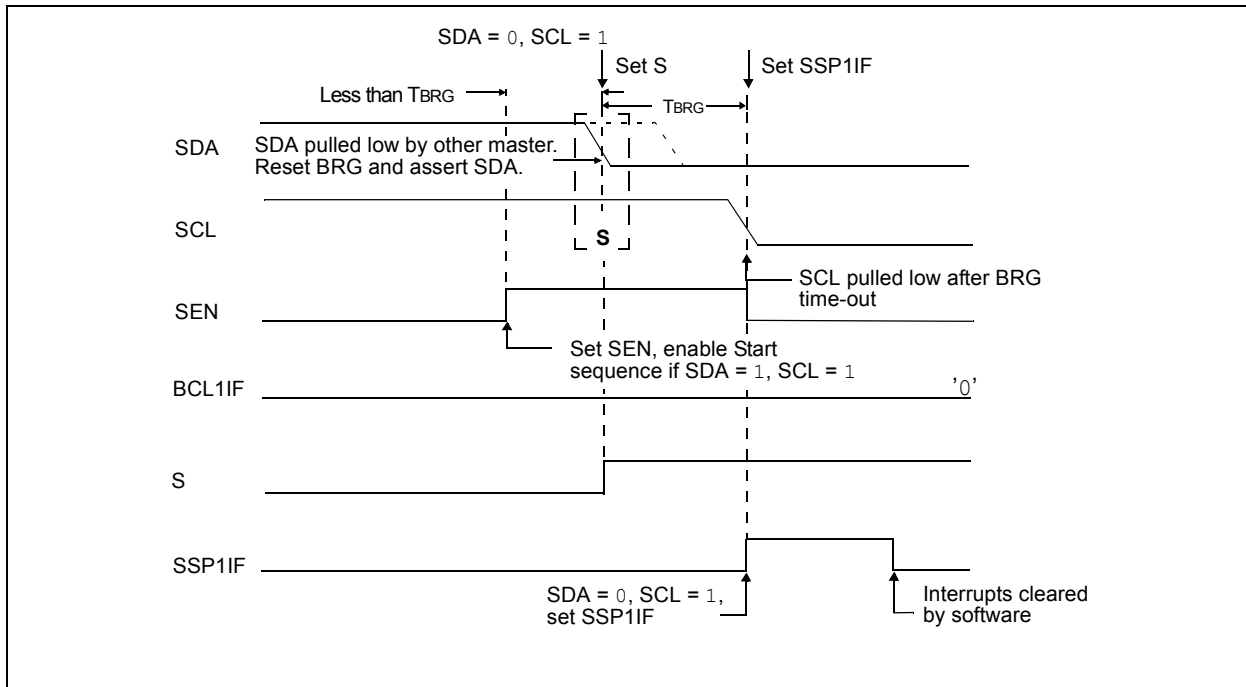 SDA = 0, SCL = 1
Set S
Set SSP1IF
Less than TBRG
TBRG
SDA
SDA pulled low by other master.
Reset BRG and assert SDA.
SCL
S
SCL pulled low after BRG
time-out
SEN
Set SEN, enable Start
sequence if SDA = 1, SCL = 1
BCL1IF
'0'
S
SSP1IF
SDA = 0, SCL = 1,
set SSP1IF
Interrupts cleared
by software